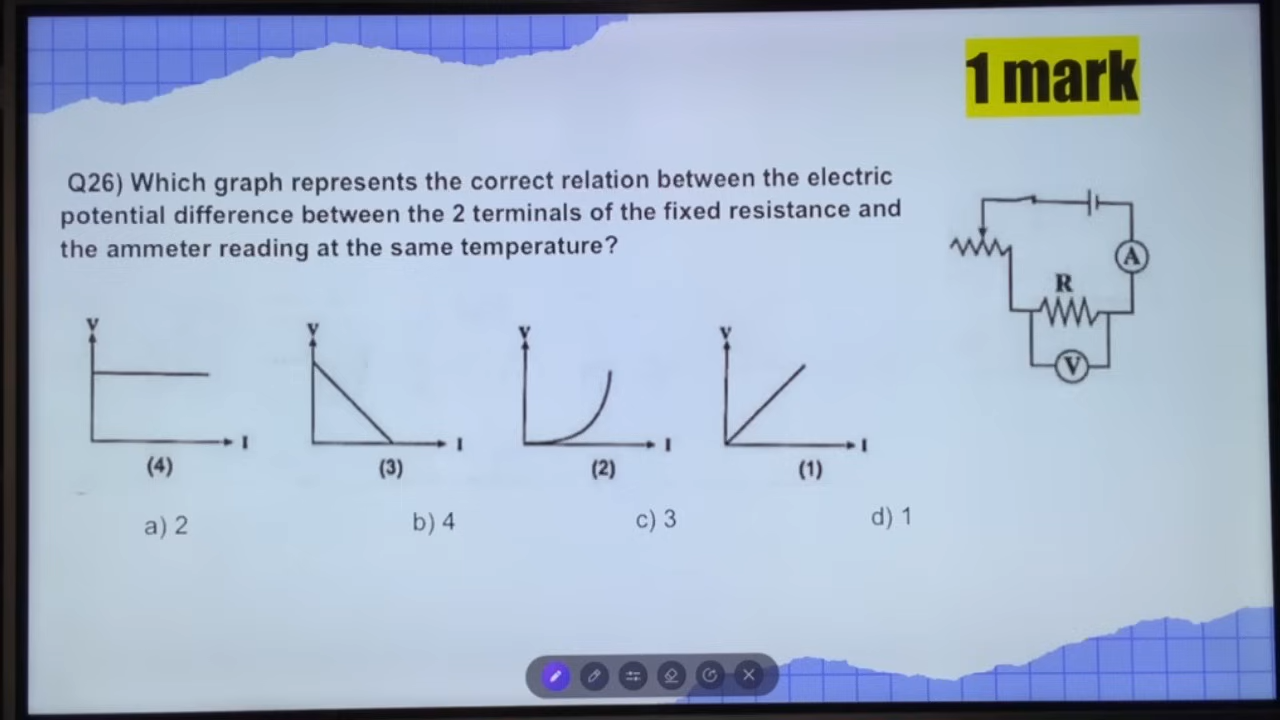 1 mark
Q26) Which graph represents the correct relation between the electric
potential difference between the 2 terminals of the fixed resistance and
the ammeter reading at the same temperature?
A
R
V
V
I
(4)
V
I
(3)
V
I
(2)
V
I
(1)
a) 2
b) 4
c) 3
d) 1